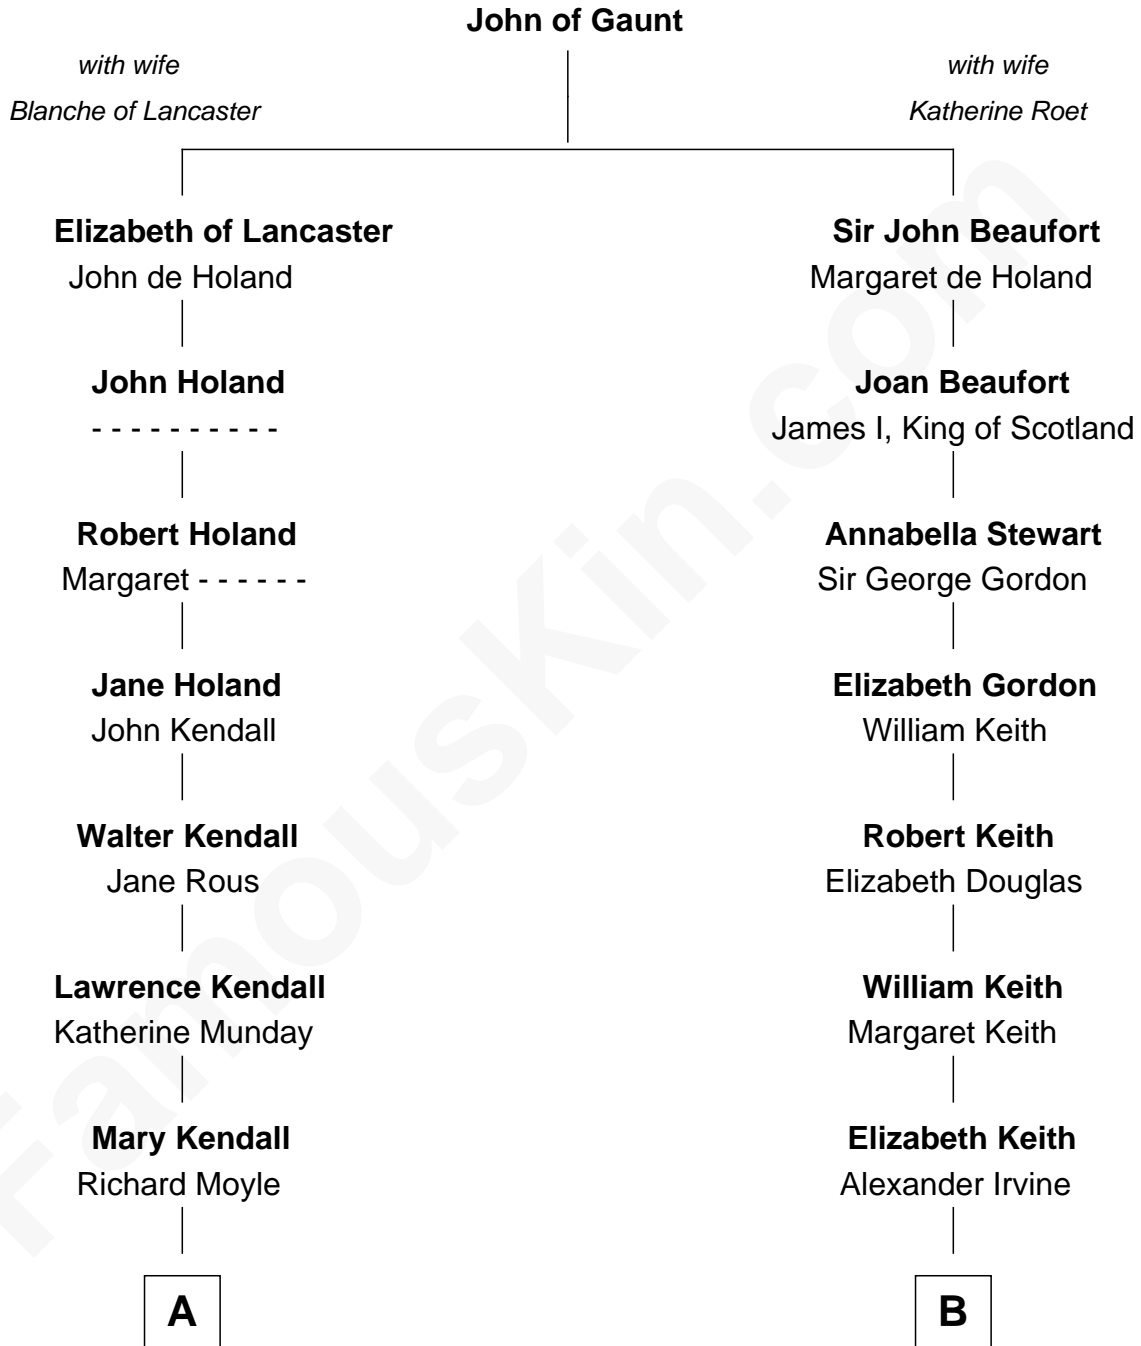 John of Gaunt
with wife
Blanche of Lancaster
with wife
Katherine Roet
Elizabeth of Lancaster
John de Holand
Sir John Beaufort
Margaret de Holand
John Holand
- - - - - - - - - -
Joan Beaufort
James I, King of Scotland
Robert Holand
Margaret - - - - - -
Annabella Stewart
Sir George Gordon
Jane Holand
John Kendall
Elizabeth Gordon
William Keith
Walter Kendall
Jane Rous
Robert Keith
Elizabeth Douglas
Lawrence Kendall
Katherine Munday
William Keith
Margaret Keith
Mary Kendall
Richard Moyle
Elizabeth Keith
Alexander Irvine
A
B
FamousKin.com